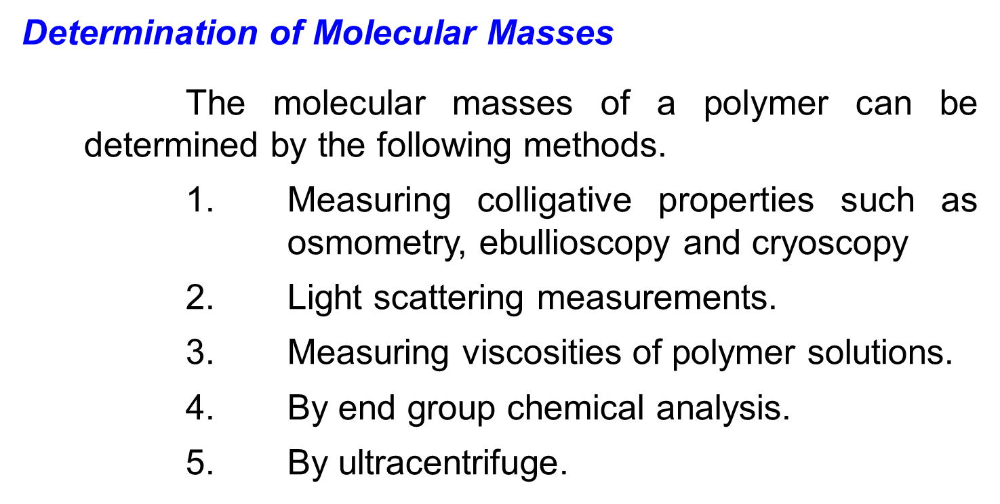 Determination of Molecular Masses
The molecular masses of a polymer can be
determined by the following methods.
1. Measuring colligative properties such as
osmometry, ebullioscopy and cryoscopy
2. Light scattering measurements.
3. Measuring viscosities of polymer solutions.
4. By end group chemical analysis.
5. By ultracentrifuge.